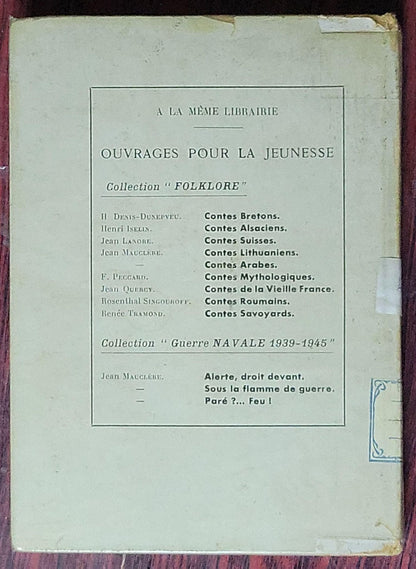 A LA MÊME LIBRAIRIE
OUVRAGES POUR LA JEUNESSE
Collection " FOLKLORE "
H DENIS-DUNEPVEU. Contes Bretons.
Henri ISELIN. Contes Alsaciens.
Jean LANORE. Contes Suisses.
Jean MAUCLÈRE. Contes Lithuaniens.
— Contes Arabes.
F. PECCARD. Contes Mythologiques.
Jean QUERCY. Contes de la Vieille France.
Rosenthal SINGOUROFF. Contes Roumains.
Renée TRAMOND. Contes Savoyards.
Collection " Guerre NAVALE 1939-1945 "
Jean MAUCLÈRE. Alerte, droit devant.
— Sous la flamme de guerre.
— Paré ?... Feu !